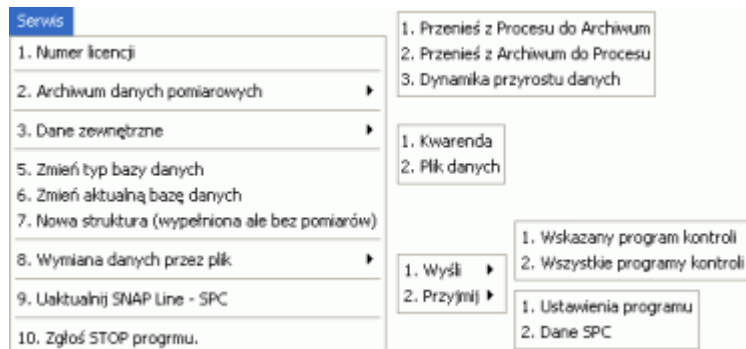 Serwis
1. Numer licencji
2. Archiwum danych pomiarowych
3. Dane zewnętrzne
5. Zmień typ bazy danych
6. Zmień aktualną bazę danych
7. Nowa struktura (wypełniona ale bez pomiarów)
8. Wymiana danych przez plik
9. Uaktualnij SNAP Line - SPC
10. Zgłoś STOP progrmu.
1. Przenieś z Procesu do Archiwum
2. Przenieś z Archiwum do Procesu
3. Dynamika przyrostu danych
1. Kwarenda
2. Plik danych
1. Wyśli
2. Przyjmij
1. Wskazany program kontroli
2. Wszystkie programy kontroli
1. Ustawienia programu
2. Dane SPC